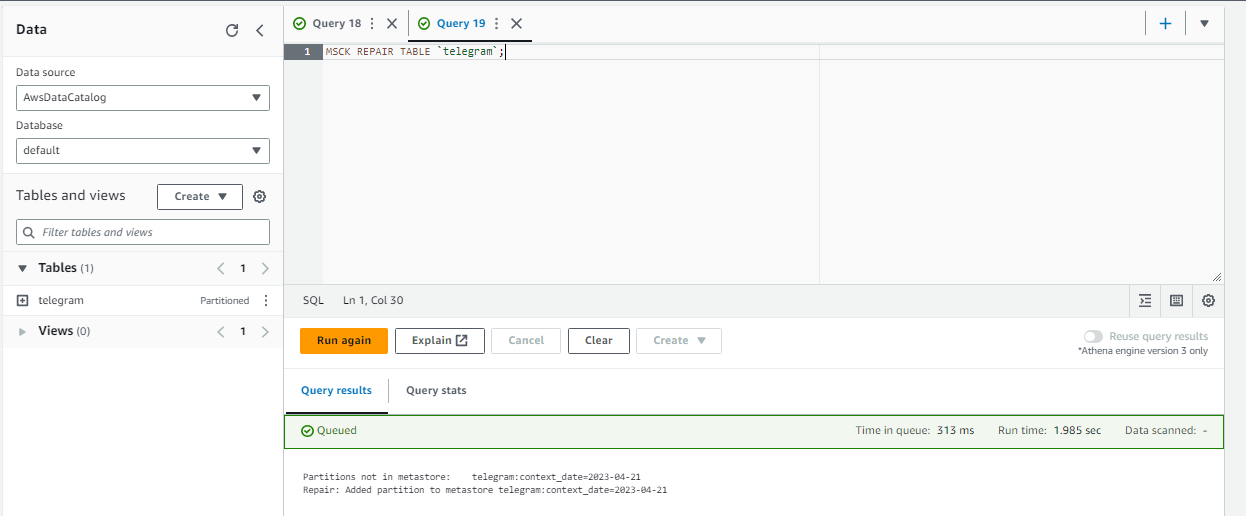 Data
Data source
AwsDataCatalog
Database
default
Tables and views
Create
Filter tables and views
Tables (1)
1
telegram
Partitioned
Views (0)
1
Query 18
Query 19
1 MSCK REPAIR TABLE `telegram`;
SQL Ln 1, Col 30
Run again
Explain
Cancel
Clear
Create
Reuse query results
*Athena engine version 3 only
Query results
Query stats
Queued
Time in queue: 313 ms
Run time: 1.985 sec
Data scanned: -
Partitions not in metastore: telegram:context_date=2023-04-21
Repair: Added partition to metastore telegram:context_date=2023-04-21